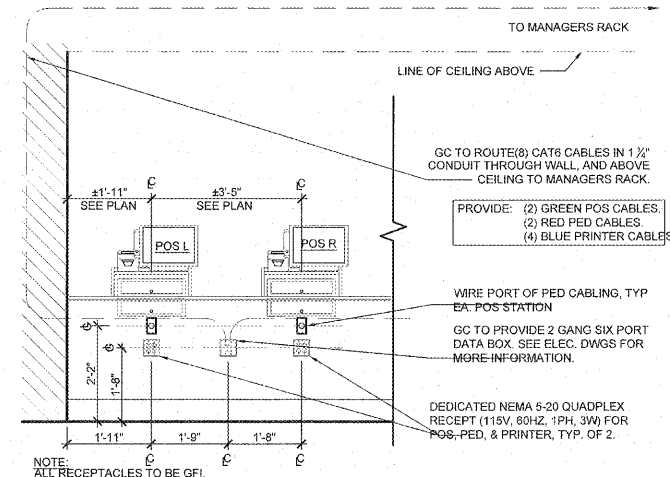 TO MANAGERS RACK
LINE OF CEILING ABOVE
GC TO ROUTE(8) CAT6 CABLES IN 1 ¼"
CONDUIT THROUGH WALL, AND ABOVE
CEILING TO MANAGERS RACK.
±1'-11"
SEE PLAN
±3'-5"
SEE PLAN
PROVIDE: (2) GREEN POS CABLES.
(2) RED PED CABLES.
(4) BLUE PRINTER CABLES
POS L
POS R
WIRE PORT OF PED CABLING, TYP
EA. POS STATION
GC TO PROVIDE 2 GANG SIX PORT
DATA BOX. SEE ELEC. DWGS FOR
MORE INFORMATION.
2'-2"
1'-8"
DEDICATED NEMA 5-20 QUADPLEX
RECEPT (115V, 60HZ, 1PH, 3W) FOR
POS, PED, & PRINTER, TYP. OF 2.
1'-11"
1'-9"
1'-8"
NOTE:
ALL RECEPTACLES TO BE GFI.